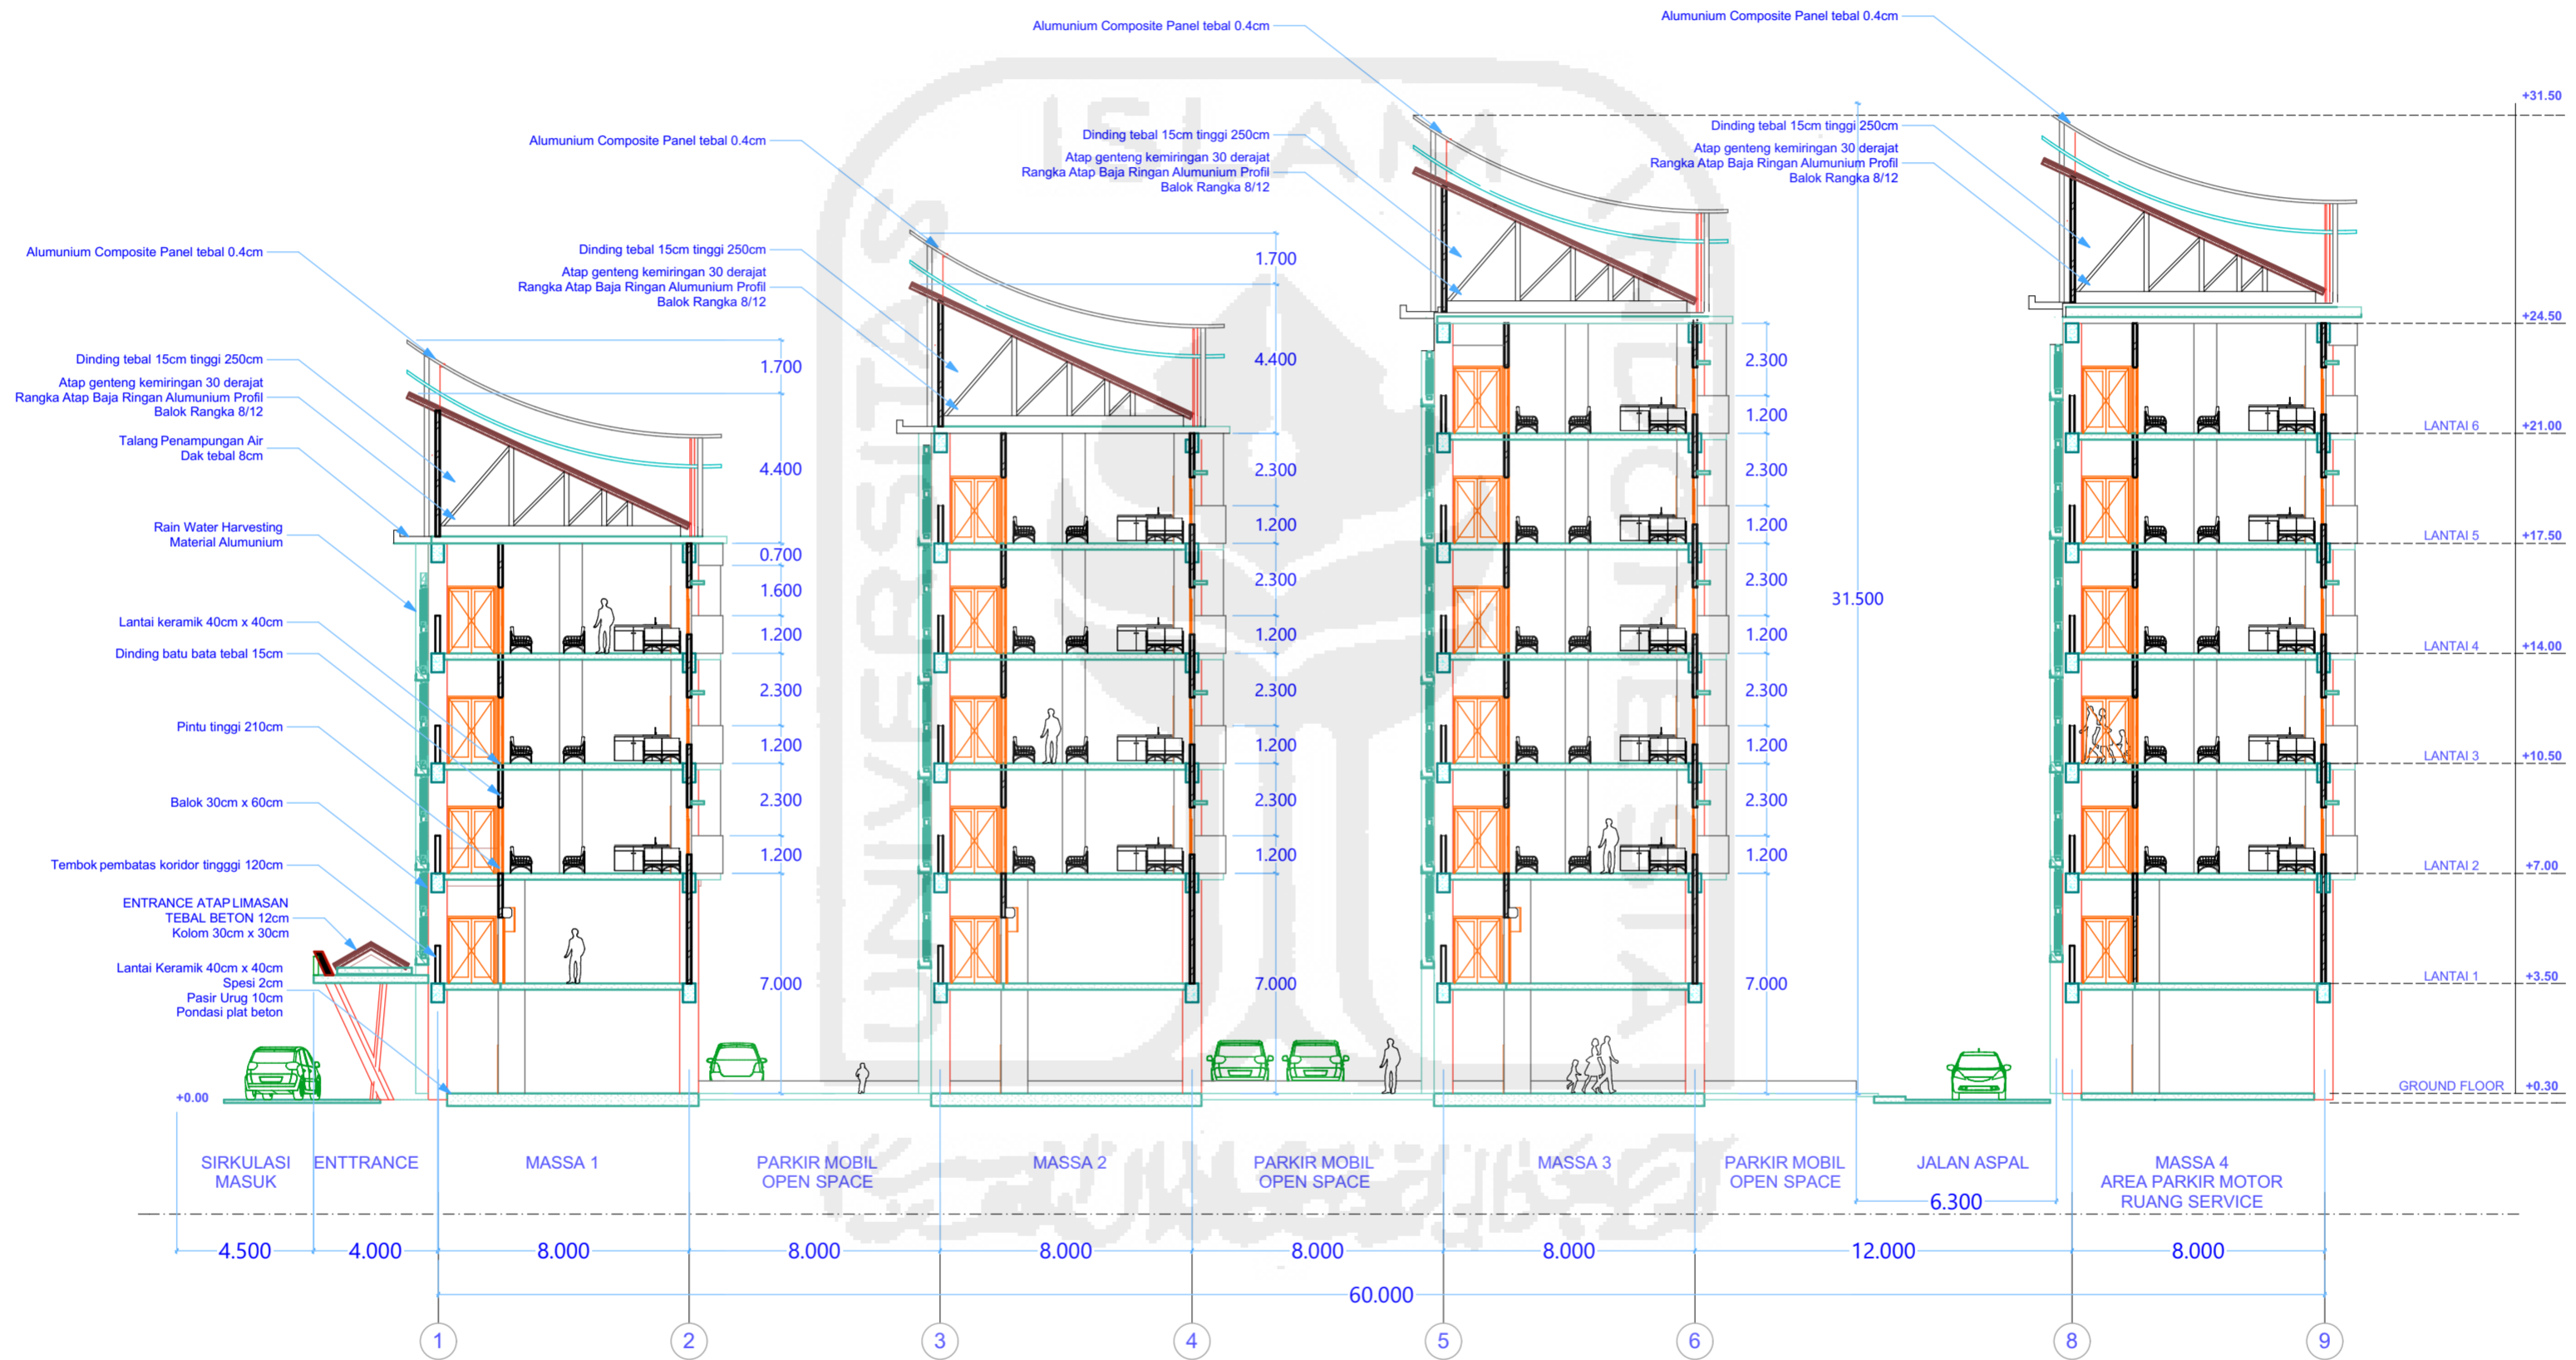 Alumunium Composite Panel tebal 0.4cm
Alumunium Composite Panel tebal 0.4cm
+31.50
Dinding tebal 15cm tinggi 250cm
Dinding tebal 15cm tinggi 250cm
Alumunium Composite Panel tebal 0.4cm
Atap genteng kemiringan 30 derajat
Rangka Atap Baja Ringan Alumunium Profil
Balok Rangka 8/12
Atap genteng kemiringan 30 derajat
Rangka Atap Baja Ringan Alumunium Profil
Balok Rangka 8/12
Alumunium Composite Panel tebal 0.4cm
Dinding tebal 15cm tinggi 250cm
Atap genteng kemiringan 30 derajat
Rangka Atap Baja Ringan Alumunium Profil
Balok Rangka 8/12
Dinding tebal 15cm tinggi 250cm
Atap genteng kemiringan 30 derajat
Rangka Atap Baja Ringan Alumunium Profil
Balok Rangka 8/12
Talang Penampungan Air
Dak tebal 8cm
Rain Water Harvesting
Material Alumunium
Lantai keramik 40cm x 40cm
Dinding batu bata tebal 15cm
Pintu tinggi 210cm
Balok 30cm x 60cm
Tembok pembatas koridor tingggi 120cm
ENTRANCE ATAP LIMASAN
TEBAL BETON 12cm
Kolom 30cm x 30cm
Lantai Keramik 40cm x 40cm
Spesi 2cm
Pasir Urug 10cm
Pondasi plat beton
+0.00
1.700
4.400
0.700
1.600
1.200
2.300
1.200
2.300
1.200
7.000
1.700
4.400
2.300
1.200
2.300
1.200
2.300
1.200
2.300
1.200
7.000
2.300
1.200
2.300
1.200
2.300
1.200
2.300
1.200
2.300
1.200
7.000
31.500
+24.50
LANTAI 6 +21.00
LANTAI 5 +17.50
LANTAI 4 +14.00
LANTAI 3 +10.50
LANTAI 2 +7.00
LANTAI 1 +3.50
GROUND FLOOR +0.30
UNIVERSITAS
ISLAM
INDONESIA
SIRKULASI
MASUK
ENTTRANCE
MASSA 1
PARKIR MOBIL
OPEN SPACE
MASSA 2
PARKIR MOBIL
OPEN SPACE
MASSA 3
PARKIR MOBIL
OPEN SPACE
JALAN ASPAL
MASSA 4
AREA PARKIR MOTOR
RUANG SERVICE
6.300
4.500 4.000 8.000 8.000 8.000 8.000 8.000 12.000 8.000
60.000
1 2 3 4 5 6 8 9